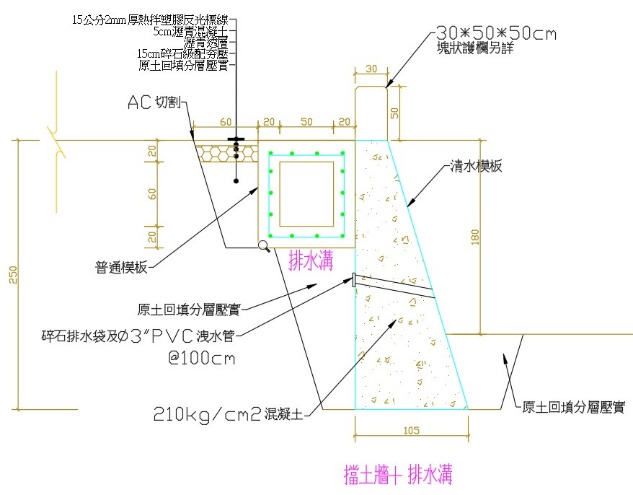 15公分2mm厚熱拌塑膠反光標線
5cm瀝青混凝土
瀝青透層
15cm碎石級配夯壓
原土回填分層壓實
30*50*50cm
塊狀護欄另詳
30
50
AC切割
60
20
50
20
20
60
20
250
180
清水模板
普通模板
排水溝
原土回填分層壓實
碎石排水袋及Ø3"PVC洩水管
@100cm
210kg/cm2混凝土
原土回填分層壓實
105
擋土牆+排水溝